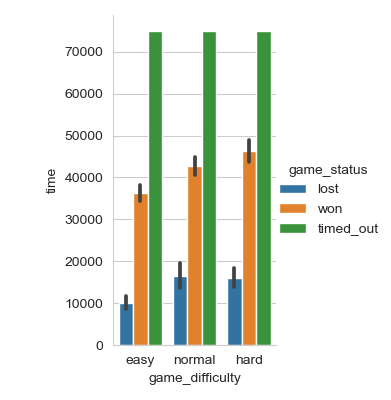 70000
60000
50000
40000
30000
20000
10000
0
time
easy normal hard
game_difficulty
game_status
lost
won
timed_out